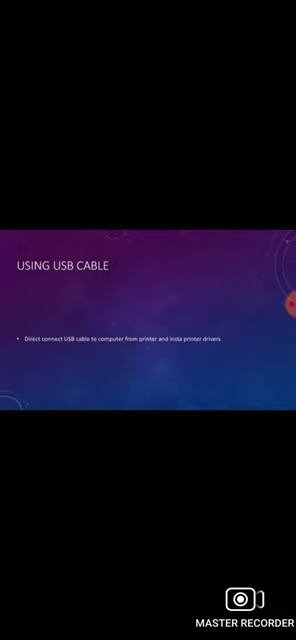 USING USB CABLE
• Direct connect USB cable to computer from printer and insta printer drivers
MASTER RECORDER